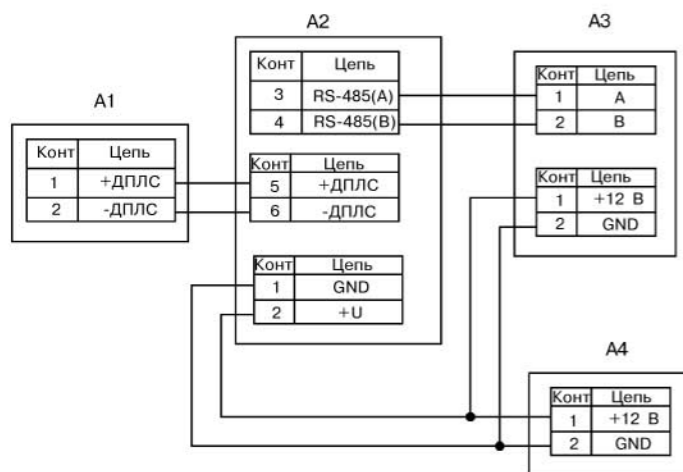 A1
Конт Цепь
1 +ДПЛС
2 -ДПЛС
A2
Конт Цепь
3 RS-485(A)
4 RS-485(B)
Конт Цепь
5 +ДПЛС
6 -ДПЛС
Конт Цепь
1 GND
2 +U
A3
Конт Цепь
1 A
2 B
Конт Цепь
1 +12 В
2 GND
A4
Конт Цепь
1 +12 В
2 GND